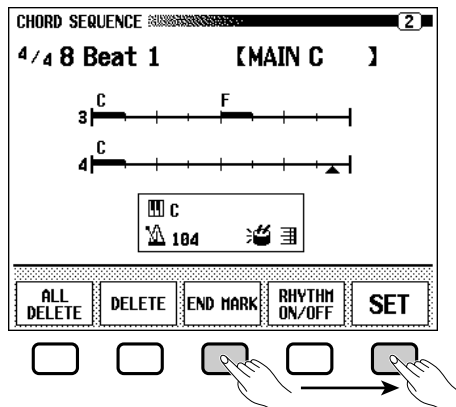 CHORD SEQUENCE 2
4/4 8 Beat 1 【MAIN C 】
C F
3
C
4
C
104
ALL DELETE DELETE END MARK RHYTHM ON/OFF SET